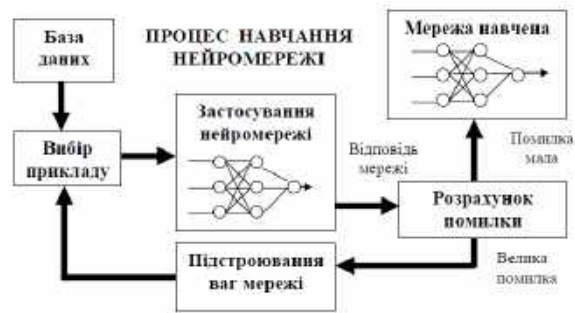 База
даних
ПРОЦЕС НАВЧАННЯ
НЕЙРОМЕРЕЖІ
Мережа навчена
Вибір
прикладу
Застосування
нейромережі
Відповідь
мережі
Помилка
мала
Розрахунок
помилки
Підстроювання
ваг мережі
Велика
помилка